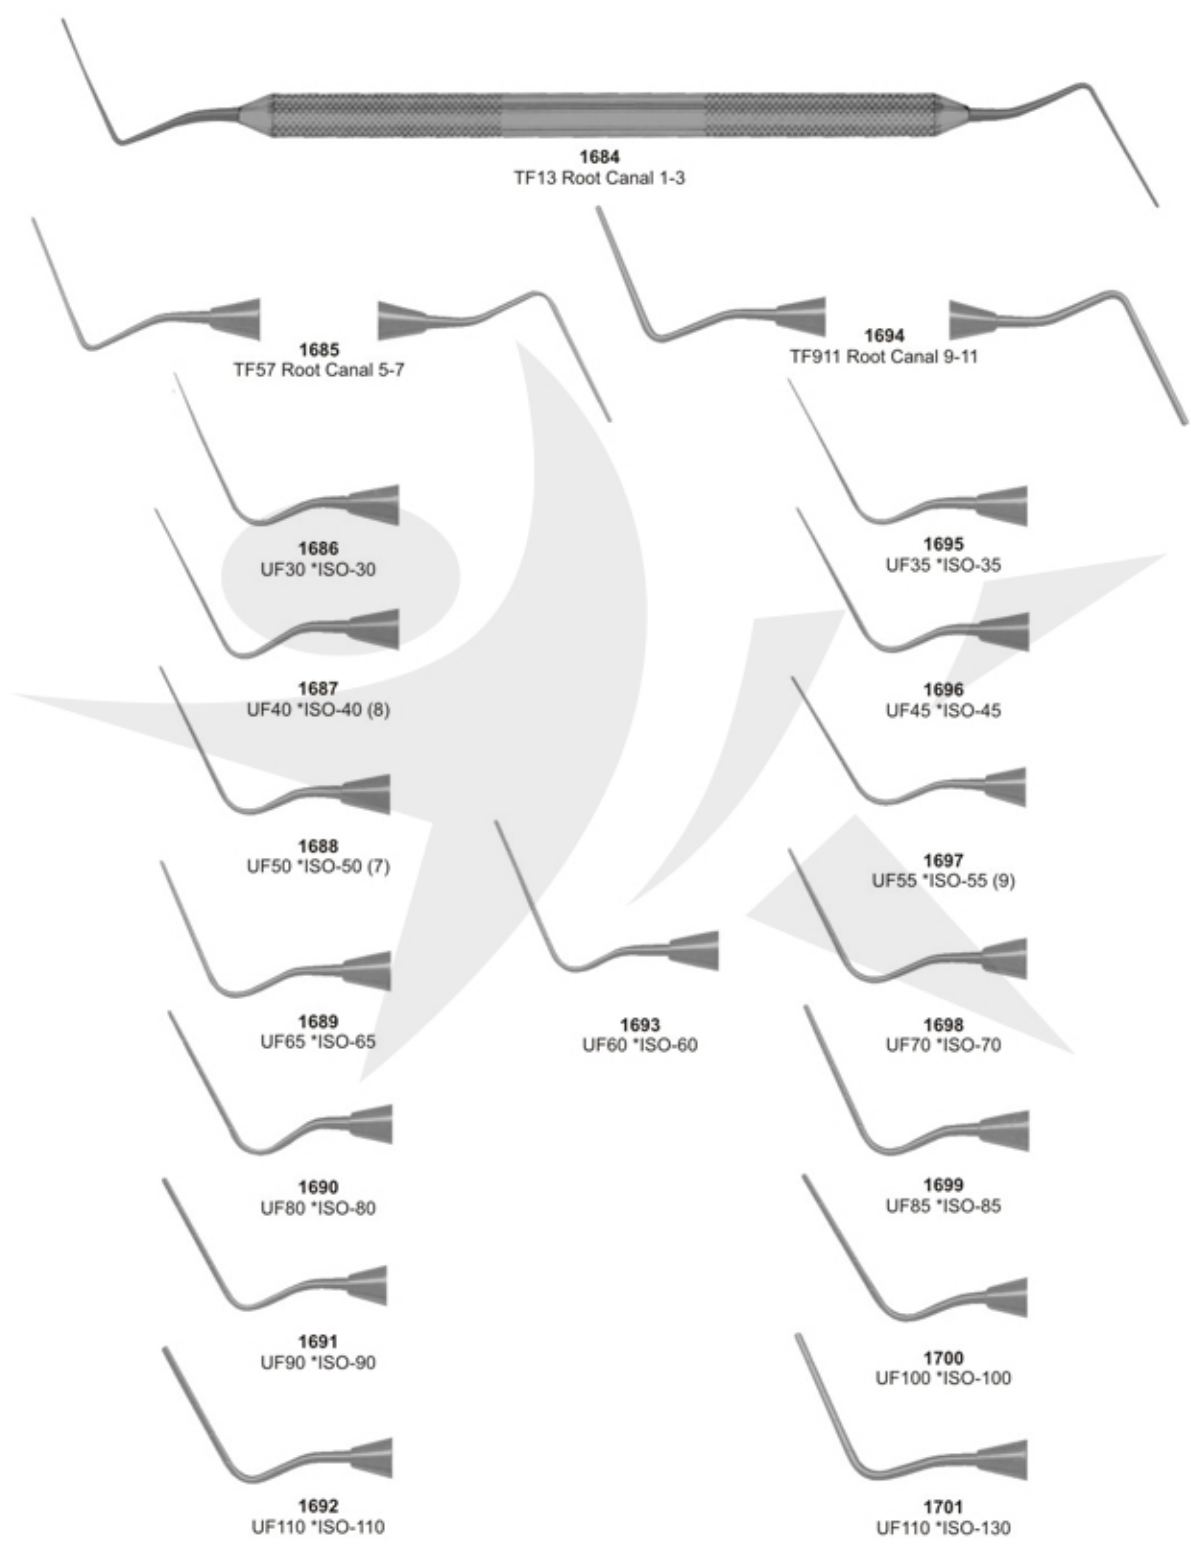 1684
TF13 Root Canal 1-3
1685
TF57 Root Canal 5-7
1694
TF911 Root Canal 9-11
1686
UF30 *ISO-30
1695
UF35 *ISO-35
1687
UF40 *ISO-40 (8)
1696
UF45 *ISO-45
1688
UF50 *ISO-50 (7)
1697
UF55 *ISO-55 (9)
1689
UF65 *ISO-65
1693
UF60 *ISO-60
1698
UF70 *ISO-70
1690
UF80 *ISO-80
1699
UF85 *ISO-85
1691
UF90 *ISO-90
1700
UF100 *ISO-100
1692
UF110 *ISO-110
1701
UF110 *ISO-130